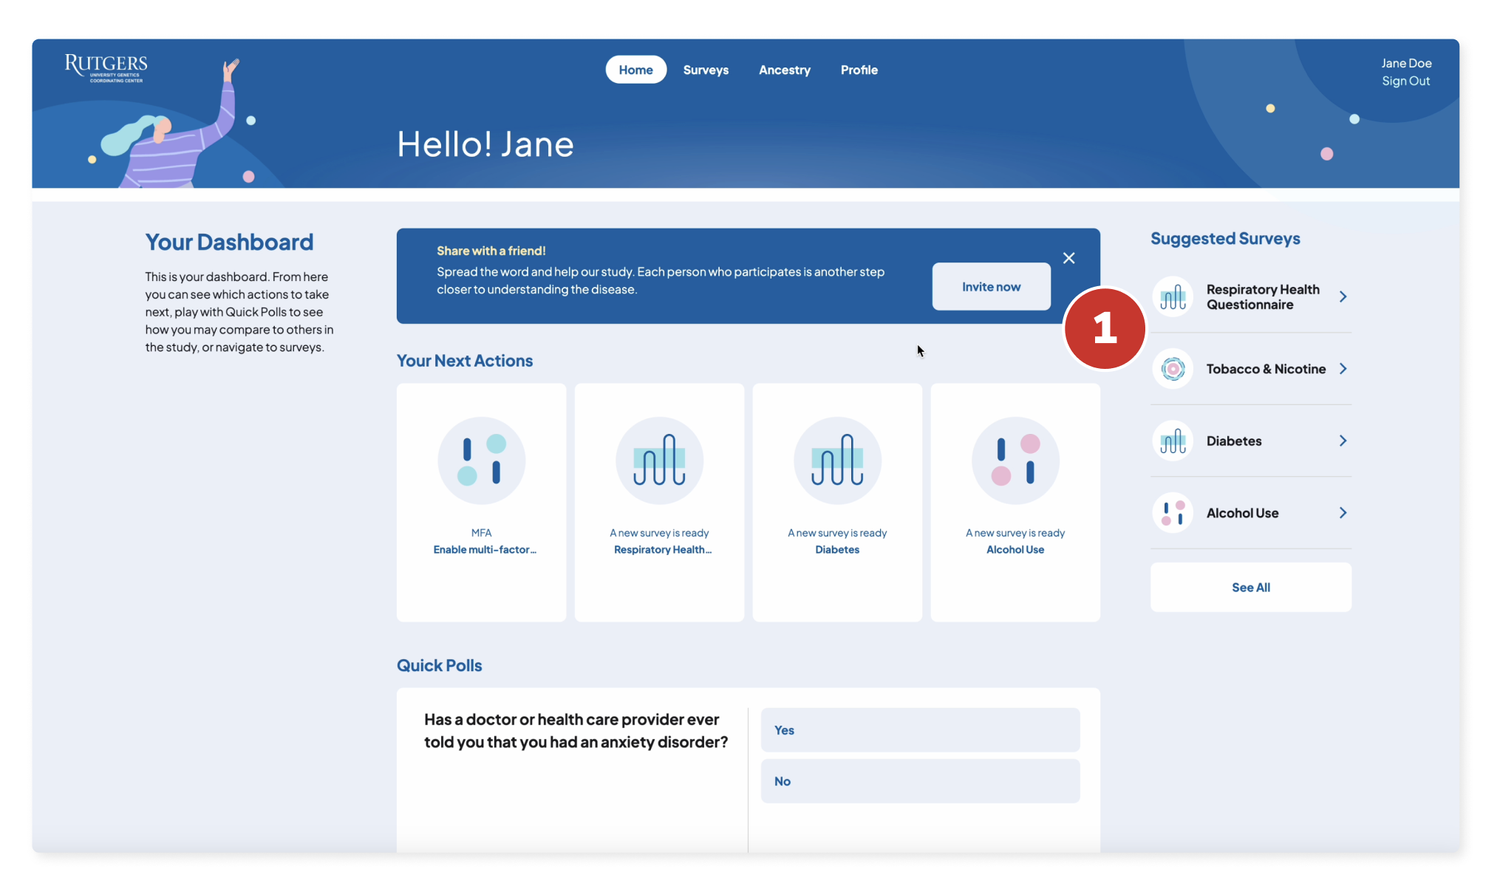 RUTGERS
UNIVERSITY GENETICS
COORDINATING CENTER
Home
Surveys
Ancestry
Profile
Jane Doe
Sign Out
Hello! Jane
Your Dashboard
This is your dashboard. From here
you can see which actions to take
next, play with Quick Polls to see
how you may compare to others in
the study, or navigate to surveys.
Share with a friend!
Spread the word and help our study. Each person who participates is another step
closer to understanding the disease.
Invite now
1
Your Next Actions
MFA
Enable multi-factor...
A new survey is ready
Respiratory Health...
A new survey is ready
Diabetes
A new survey is ready
Alcohol Use
Quick Polls
Has a doctor or health care provider ever
told you that you had an anxiety disorder?
Yes
No
Suggested Surveys
Respiratory Health
Questionnaire
Tobacco & Nicotine
Diabetes
Alcohol Use
See All